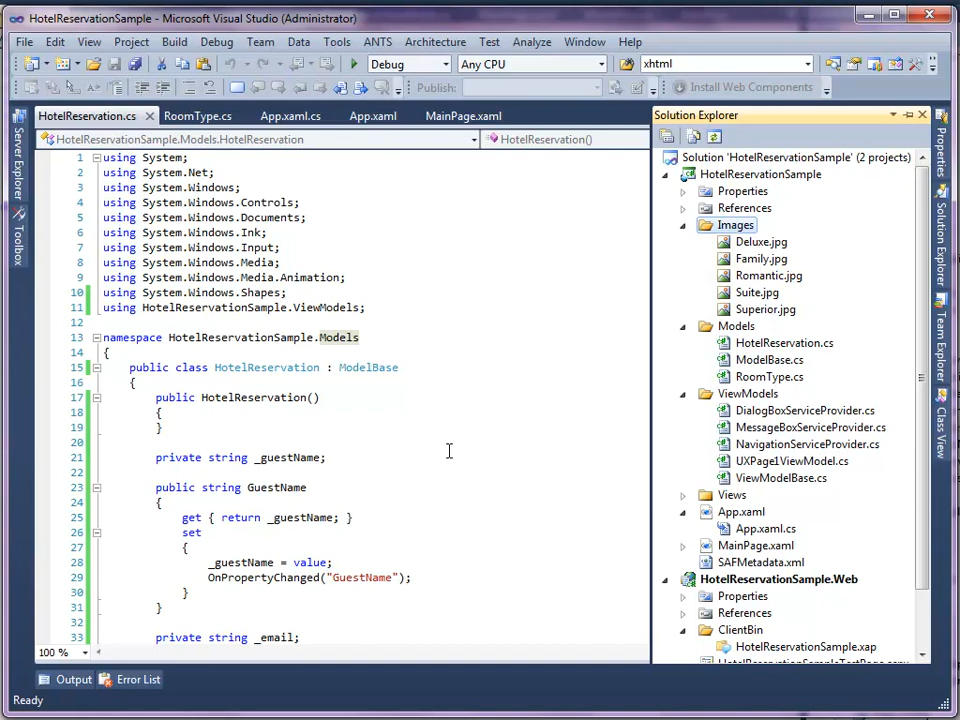 HotelReservationSample - Microsoft Visual Studio (Administrator)
File Edit View Project Build Debug Team Data Tools ANTS Architecture Test Analyze Window Help
Debug Any CPU xhtml
Publish: Install Web Components
HotelReservation.cs RoomType.cs App.xaml.cs App.xaml MainPage.xaml
HotelReservationSample.Models.HotelReservation HotelReservation()
1 using System;
2 using System.Net;
3 using System.Windows;
4 using System.Windows.Controls;
5 using System.Windows.Documents;
6 using System.Windows.Ink;
7 using System.Windows.Input;
8 using System.Windows.Media;
9 using System.Windows.Media.Animation;
10 using System.Windows.Shapes;
11 using HotelReservationSample.ViewModels;
12
13 namespace HotelReservationSample.Models
14 {
15 public class HotelReservation : ModelBase
16 {
17 public HotelReservation()
18 {
19 }
20
21 private string _guestName;
22
23 public string GuestName
24 {
25 get { return _guestName; }
26 set
27 {
28 _guestName = value;
29 OnPropertyChanged("GuestName");
30 }
31 }
32
33 private string _email;
100 %
Server Explorer
Toolbox
Solution Explorer
Solution 'HotelReservationSample' (2 projects)
HotelReservationSample
Properties
References
Images
Deluxe.jpg
Family.jpg
Romantic.jpg
Suite.jpg
Superior.jpg
Models
HotelReservation.cs
ModelBase.cs
RoomType.cs
ViewModels
DialogBoxServiceProvider.cs
MessageBoxServiceProvider.cs
NavigationServiceProvider.cs
UXPage1ViewModel.cs
ViewModelBase.cs
Views
App.xaml
App.xaml.cs
MainPage.xaml
SAFMetadata.xml
HotelReservationSample.Web
Properties
References
ClientBin
HotelReservationSample.xap
Properties
Solution Explorer
Team Explorer
Class View
Output Error List
Ready